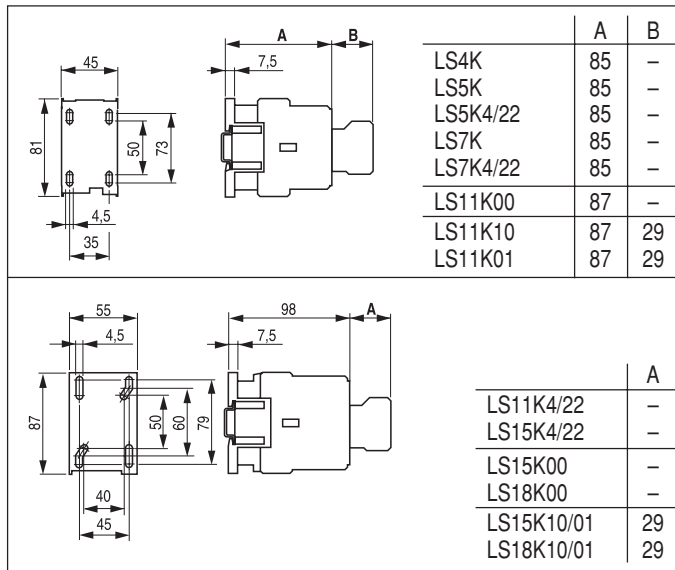 A B
45
7,5
81
50
73
4,5
35
A B
LS4K 85 –
LS5K 85 –
LS5K4/22 85 –
LS7K 85 –
LS7K4/22 85 –
LS11K00 87 –
LS11K10 87 29
LS11K01 87 29
55
4,5
98 A
7,5
87
50
60
79
40
45
A
LS11K4/22 –
LS15K4/22 –
LS15K00 –
LS18K00 –
LS15K10/01 29
LS18K10/01 29